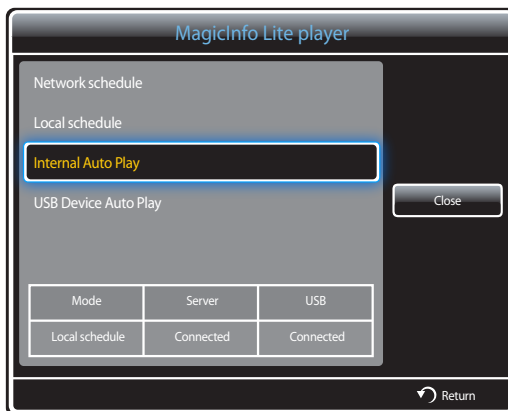 MagicInfo Lite player
Network schedule
Local schedule
Internal Auto Play
USB Device Auto Play
Close
Mode Server USB
Local schedule Connected Connected
Return